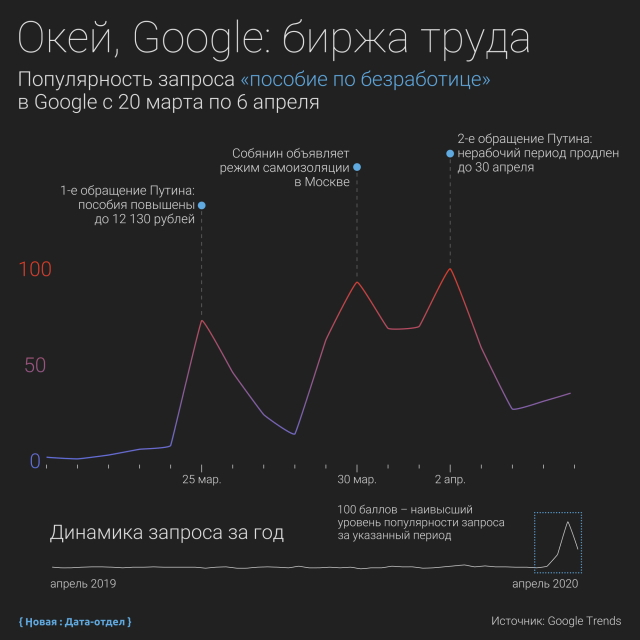 Окей, Google: биржа труда
Популярность запроса «пособие по безработице»
в Google с 20 марта по 6 апреля
2-е обращение Путина:
нерабочий период продлен
до 30 апреля
Собянин объявляет
режим самоизоляции
в Москве
1-е обращение Путина:
пособия повышены
до 12 130 рублей
100
50
0
25 мар.
30 мар.
2 апр.
100 баллов – наивысший
уровень популярности запроса
за указанный период
Динамика запроса за год
апрель 2019
апрель 2020
{ Новая : Дата-отдел }
Источник: Google Trends